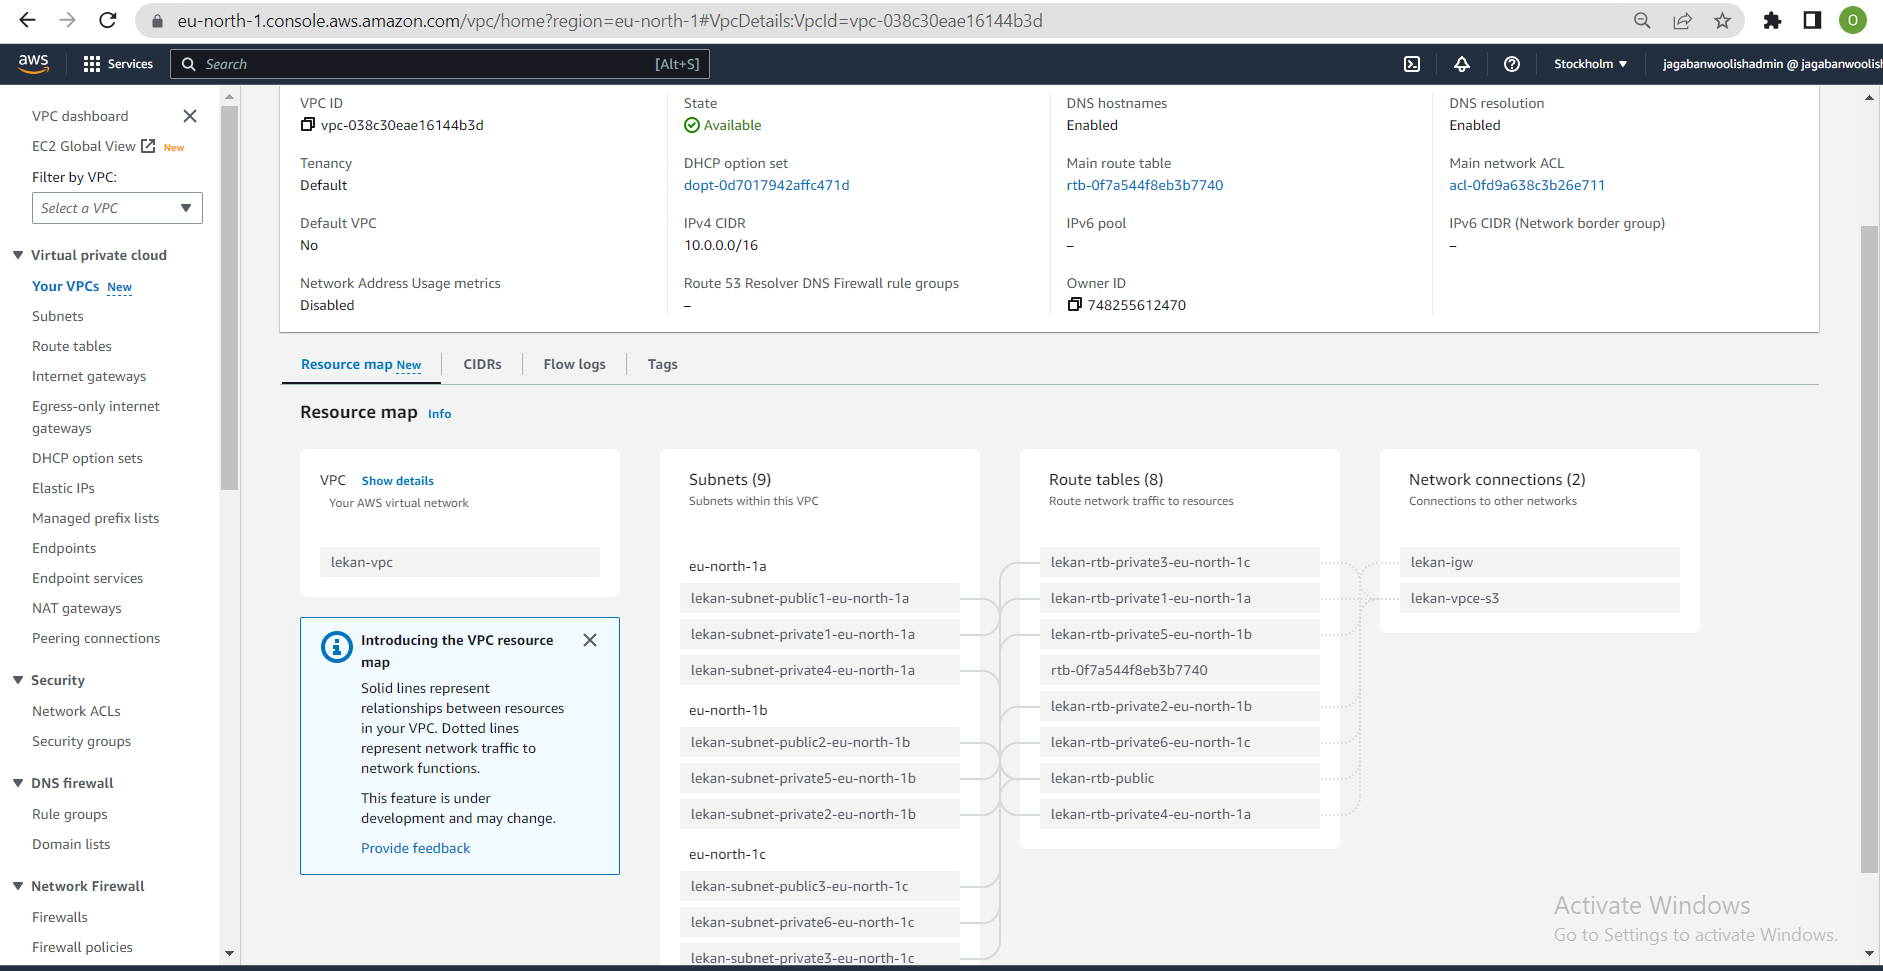 eu-north-1.console.aws.amazon.com/vpc/home?region=eu-north-1#VpcDetails:VpcId=vpc-038c30eae16144b3d
O
aws
Services
Search
[Alt+S]
Stockholm
jagabanwoolishadmin @ jagabanwoolish
VPC dashboard
EC2 Global View
New
Filter by VPC:
Select a VPC
Virtual private cloud
Your VPCs New
Subnets
Route tables
Internet gateways
Egress-only internet
gateways
DHCP option sets
Elastic IPs
Managed prefix lists
Endpoints
Endpoint services
NAT gateways
Peering connections
Security
Network ACLs
Security groups
DNS firewall
Rule groups
Domain lists
Network Firewall
Firewalls
Firewall policies
VPC ID
vpc-038c30eae16144b3d
State
Available
DNS hostnames
Enabled
DNS resolution
Enabled
Tenancy
Default
DHCP option set
dopt-0d7017942affc471d
Main route table
rtb-0f7a544f8eb3b7740
Main network ACL
acl-0fd9a638c3b26e711
Default VPC
No
IPv4 CIDR
10.0.0.0/16
IPv6 pool
–
IPv6 CIDR (Network border group)
–
Network Address Usage metrics
Disabled
Route 53 Resolver DNS Firewall rule groups
–
Owner ID
748255612470
Resource map New
CIDRs
Flow logs
Tags
Resource map Info
VPC Show details
Your AWS virtual network
lekan-vpc
Introducing the VPC resource
map
Solid lines represent
relationships between resources
in your VPC. Dotted lines
represent network traffic to
network functions.
This feature is under
development and may change.
Provide feedback
Subnets (9)
Subnets within this VPC
eu-north-1a
lekan-subnet-public1-eu-north-1a
lekan-subnet-private1-eu-north-1a
lekan-subnet-private4-eu-north-1a
eu-north-1b
lekan-subnet-public2-eu-north-1b
lekan-subnet-private5-eu-north-1b
lekan-subnet-private2-eu-north-1b
eu-north-1c
lekan-subnet-public3-eu-north-1c
lekan-subnet-private6-eu-north-1c
lekan-subnet-private3-eu-north-1c
Route tables (8)
Route network traffic to resources
lekan-rtb-private3-eu-north-1c
lekan-rtb-private1-eu-north-1a
lekan-rtb-private5-eu-north-1b
rtb-0f7a544f8eb3b7740
lekan-rtb-private2-eu-north-1b
lekan-rtb-private6-eu-north-1c
lekan-rtb-public
lekan-rtb-private4-eu-north-1a
Network connections (2)
Connections to other networks
lekan-igw
lekan-vpce-s3
Activate Windows
Go to Settings to activate Windows.